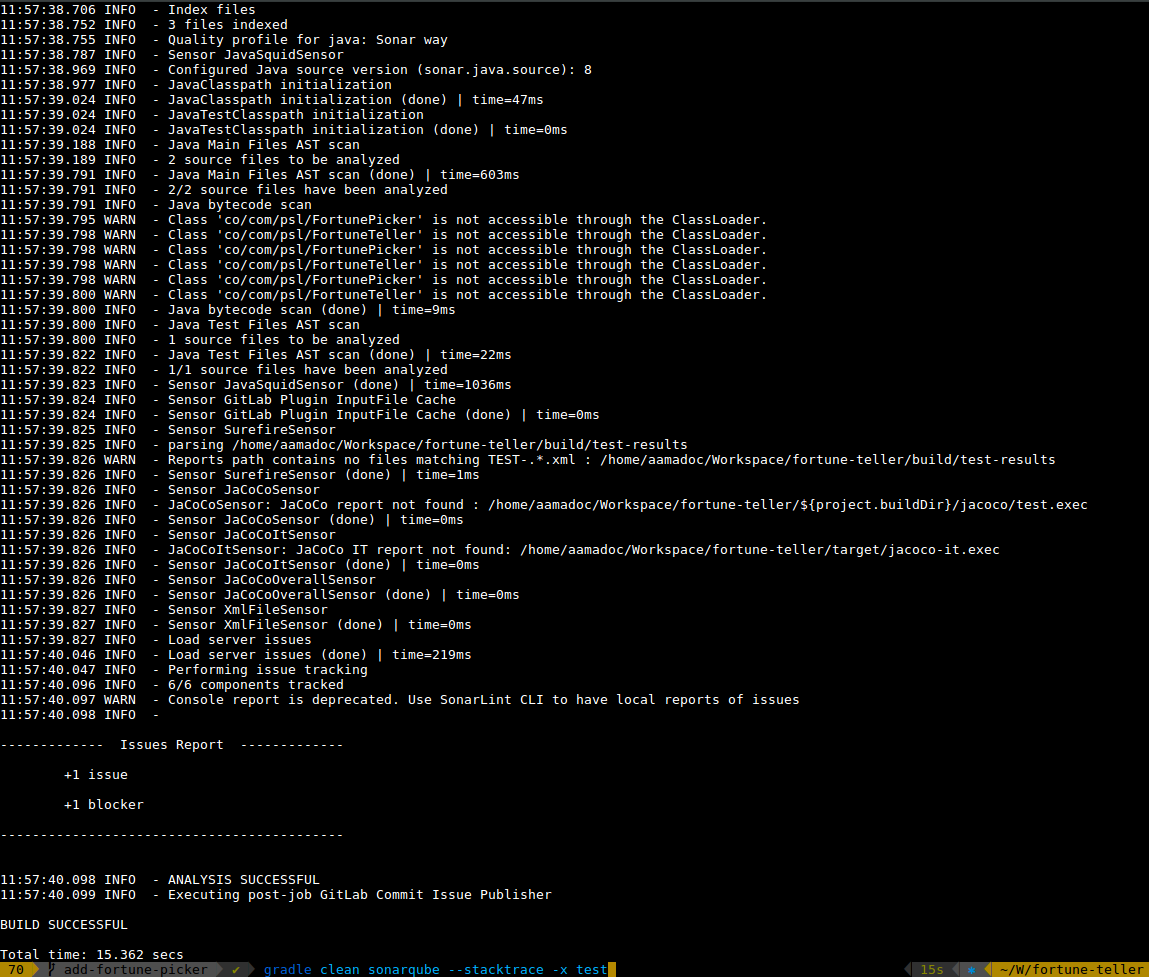 11:57:38.706 INFO  - Index files
11:57:38.752 INFO  - 3 files indexed
11:57:38.755 INFO  - Quality profile for java: Sonar way
11:57:38.787 INFO  - Sensor JavaSquidSensor
11:57:38.969 INFO  - Configured Java source version (sonar.java.source): 8
11:57:38.977 INFO  - JavaClasspath initialization
11:57:39.024 INFO  - JavaClasspath initialization (done) | time=47ms
11:57:39.024 INFO  - JavaTestClasspath initialization
11:57:39.024 INFO  - JavaTestClasspath initialization (done) | time=0ms
11:57:39.188 INFO  - Java Main Files AST scan
11:57:39.189 INFO  - 2 source files to be analyzed
11:57:39.791 INFO  - Java Main Files AST scan (done) | time=603ms
11:57:39.791 INFO  - 2/2 source files have been analyzed
11:57:39.791 INFO  - Java bytecode scan
11:57:39.795 WARN  - Class 'co/com/psl/FortunePicker' is not accessible through the ClassLoader.
11:57:39.798 WARN  - Class 'co/com/psl/FortuneTeller' is not accessible through the ClassLoader.
11:57:39.798 WARN  - Class 'co/com/psl/FortunePicker' is not accessible through the ClassLoader.
11:57:39.798 WARN  - Class 'co/com/psl/FortuneTeller' is not accessible through the ClassLoader.
11:57:39.798 WARN  - Class 'co/com/psl/FortunePicker' is not accessible through the ClassLoader.
11:57:39.800 WARN  - Class 'co/com/psl/FortuneTeller' is not accessible through the ClassLoader.
11:57:39.800 INFO  - Java bytecode scan (done) | time=9ms
11:57:39.800 INFO  - Java Test Files AST scan
11:57:39.800 INFO  - 1 source files to be analyzed
11:57:39.822 INFO  - Java Test Files AST scan (done) | time=22ms
11:57:39.822 INFO  - 1/1 source files have been analyzed
11:57:39.823 INFO  - Sensor JavaSquidSensor (done) | time=1036ms
11:57:39.824 INFO  - Sensor GitLab Plugin InputFile Cache
11:57:39.824 INFO  - Sensor GitLab Plugin InputFile Cache (done) | time=0ms
11:57:39.825 INFO  - Sensor SurefireSensor
11:57:39.825 INFO  - parsing /home/aamadoc/Workspace/fortune-teller/build/test-results
11:57:39.826 WARN  - Reports path contains no files matching TEST-.*.xml : /home/aamadoc/Workspace/fortune-teller/build/test-results
11:57:39.826 INFO  - Sensor SurefireSensor (done) | time=1ms
11:57:39.826 INFO  - Sensor JaCoCoSensor
11:57:39.826 INFO  - JaCoCoSensor: JaCoCo report not found : /home/aamadoc/Workspace/fortune-teller/${project.buildDir}/jacoco/test.exec
11:57:39.826 INFO  - Sensor JaCoCoSensor (done) | time=0ms
11:57:39.826 INFO  - Sensor JaCoCoItSensor
11:57:39.826 INFO  - JaCoCoItSensor: JaCoCo IT report not found: /home/aamadoc/Workspace/fortune-teller/target/jacoco-it.exec
11:57:39.826 INFO  - Sensor JaCoCoItSensor (done) | time=0ms
11:57:39.826 INFO  - Sensor JaCoCoOverallSensor
11:57:39.826 INFO  - Sensor JaCoCoOverallSensor (done) | time=0ms
11:57:39.827 INFO  - Sensor XmlFileSensor
11:57:39.827 INFO  - Sensor XmlFileSensor (done) | time=0ms
11:57:39.827 INFO  - Load server issues
11:57:40.046 INFO  - Load server issues (done) | time=219ms
11:57:40.047 INFO  - Performing issue tracking
11:57:40.096 INFO  - 6/6 components tracked
11:57:40.097 WARN  - Console report is deprecated. Use SonarLint CLI to have local reports of issues
11:57:40.098 INFO  -
-------------  Issues Report  -------------
+1 issue
+1 blocker
-------------------------------------------
11:57:40.098 INFO  - ANALYSIS SUCCESSFUL
11:57:40.099 INFO  - Executing post-job GitLab Commit Issue Publisher
BUILD SUCCESSFUL
Total time: 15.362 secs
70 add-fortune-picker ✔ gradle clean sonarqube --stacktrace -x test 15s ~/W/fortune-teller